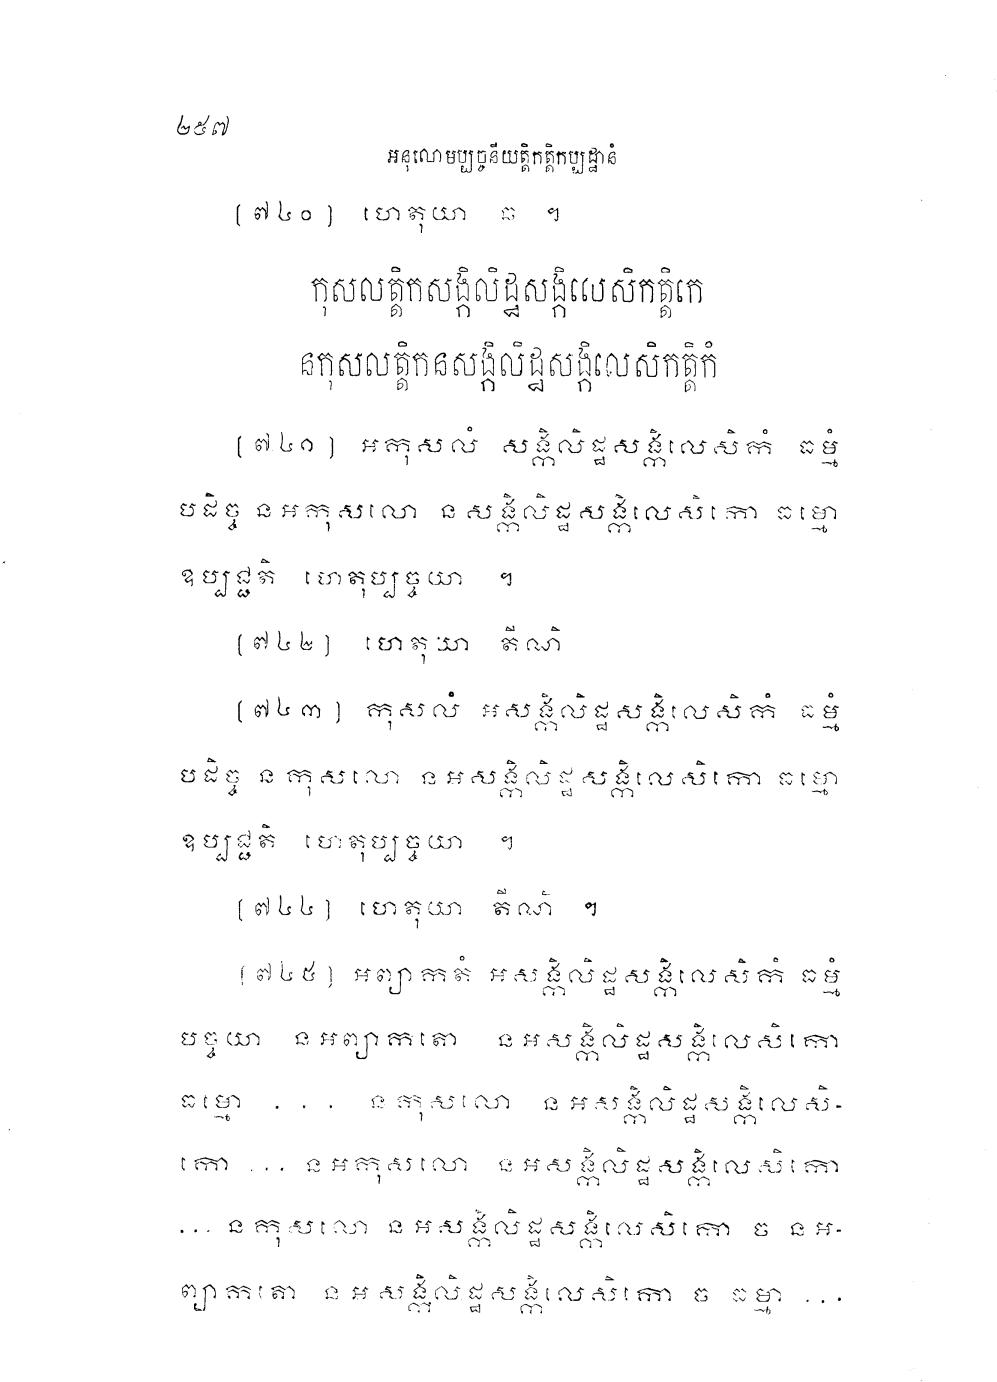 ២៥៧
អនុលោមប្បច្ចនីយត្តិកត្តិកប្បដ្ឋានំ
[៧៤០] ហេតុយា ឆ ។
កុសលត្តិកសង្កិលិដ្ឋសង្កិលេសិកត្តិកេ
នកុសលត្តិកនសង្កិលិដ្ឋសង្កិលេសិកត្តិកំ
[៧៤១] អកុសលំ សង្កិលិដ្ឋសង្កិលេសិកំ ធម្មំ
បដិច្ច នអកុសលោ នសង្កិលិដ្ឋសង្កិលេសិកោ ធម្មោ
ឧប្បជ្ជតិ ហេតុប្បច្ចយា ។
[៧៤២] ហេតុយា តីណិ
[៧៤៣] កុសលំ អសង្កិលិដ្ឋសង្កិលេសិកំ ធម្មំ
បដិច្ច នកុសលោ នអសង្កិលិដ្ឋសង្កិលេសិកោ ធម្មោ
ឧប្បជ្ជតិ ហេតុប្បច្ចយា ។
[៧៤៤] ហេតុយា តីណិ ។
[៧៤៥] អព្យាកតំ អសង្កិលិដ្ឋសង្កិលេសិកំ ធម្មំ
បច្ចយា នអព្យាកតោ នអសង្កិលិដ្ឋសង្កិលេសិកោ
ធម្មោ ... នកុសលោ នអសង្កិលិដ្ឋសង្កិលេសិ-
កោ ... នអកុសលោ នអសង្កិលិដ្ឋសង្កិលេសិកោ
... នកុសលោ នអសង្កិលិដ្ឋសង្កិលេសិកោ ច នអ-
ព្យាកតោ នអសង្កិលិដ្ឋសង្កិលេសិកោ ច ធម្មា ...